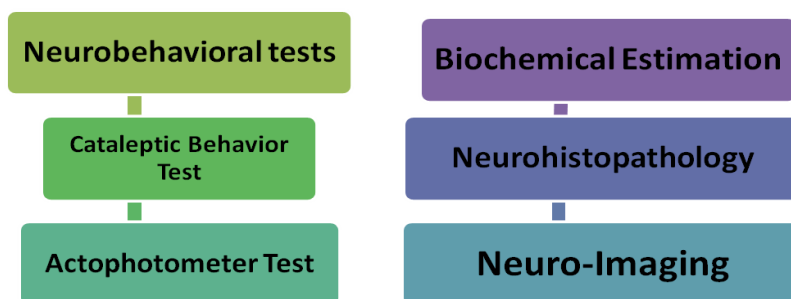 Neurobehavioral tests
Cataleptic Behavior
Test
Actophotometer Test
Biochemical Estimation
Neurohistopathology
Neuro-Imaging